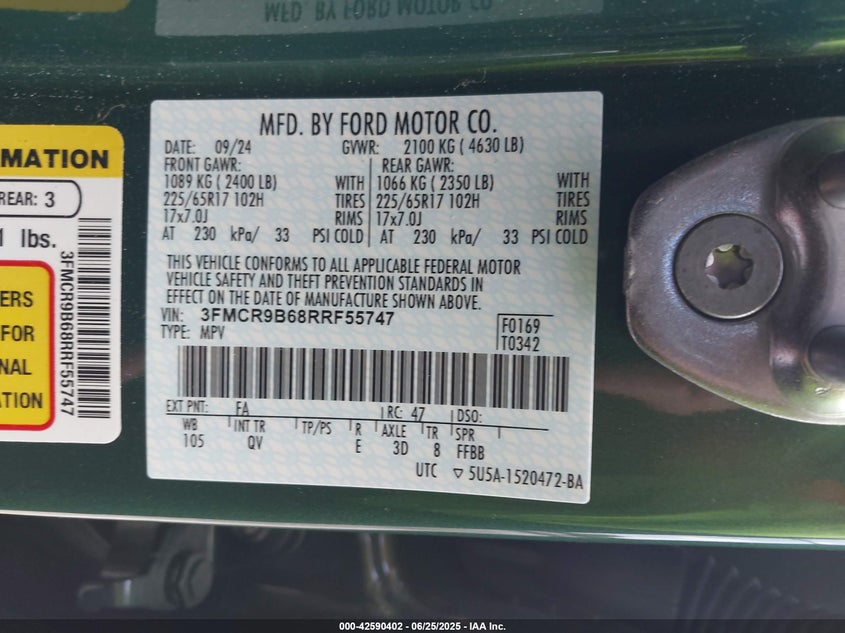 MFD. BY FORD MOTOR CO.
RMATION
REAR: 3
1 lbs.
3FMCR9B68RRF55747
ERS
FOR
NAL
ATION
MFD. BY FORD MOTOR CO.
DATE: 09/24 GVWR: 2100 KG ( 4630 LB)
FRONT GAWR: REAR GAWR:
1089 KG ( 2400 LB) WITH 1066 KG ( 2350 LB) WITH
225/65R17 102H TIRES 225/65R17 102H TIRES
17x7.0J RIMS 17x7.0J RIMS
AT 230 kPa/ 33 PSI COLD AT 230 kPa/ 33 PSI COLD
THIS VEHICLE CONFORMS TO ALL APPLICABLE FEDERAL MOTOR
VEHICLE SAFETY AND THEFT PREVENTION STANDARDS IN
EFFECT ON THE DATE OF MANUFACTURE SHOWN ABOVE.
VIN: 3FMCR9B68RRF55747
TYPE: MPV
F0169
T0342
EXT PNT: FA RC: 47 DSO:
WB INT TR TP/PS R AXLE TR SPR
105 QV E 3D 8 FFBB
UTC ▽ 5U5A-1520472-BA
000-42590402 - 06/25/2025 - IAA Inc.